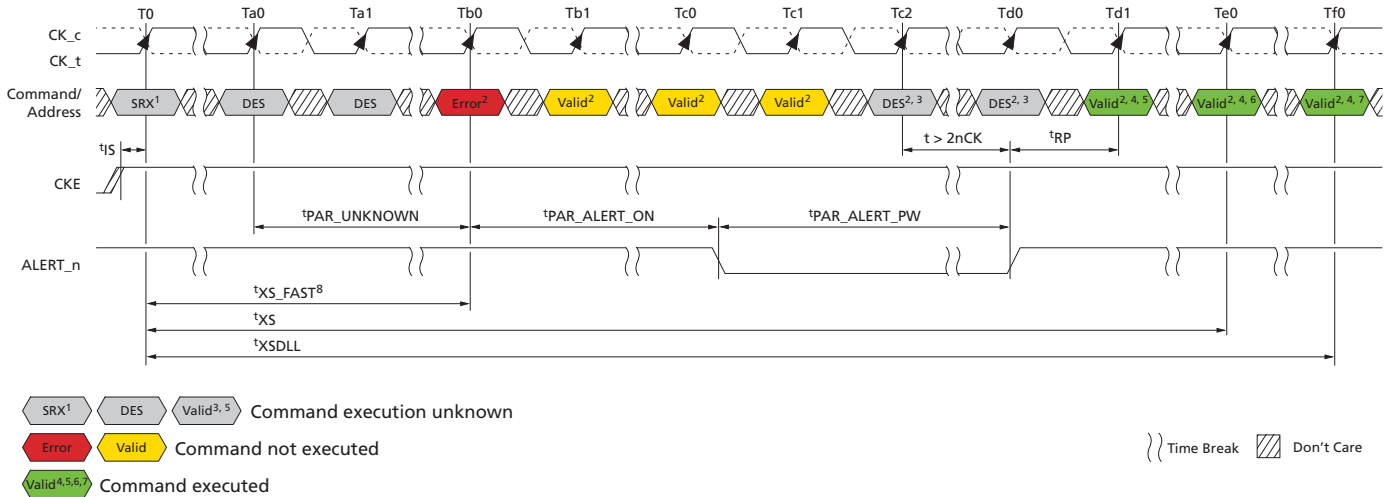 T0 Ta0 Ta1 Tb0 Tb1 Tc0 Tc1 Tc2 Td0 Td1 Te0 Tf0
CK_c
CK_t
Command/
Address
SRX¹ DES DES Error² Valid² Valid² Valid² DES²,³ DES²,³ Valid²,⁴,⁵ Valid²,⁴,⁶ Valid²,⁴,⁷
t > 2nCK ᵗRP
ᵗIS
CKE
ᵗPAR_UNKNOWN ᵗPAR_ALERT_ON ᵗPAR_ALERT_PW
ALERT_n
ᵗXS_FAST⁸
ᵗXS
ᵗXSDLL
SRX¹ DES Valid³,⁵ Command execution unknown
Error Valid Command not executed
Time Break Don't Care
Valid⁴,⁵,⁶,⁷ Command executed